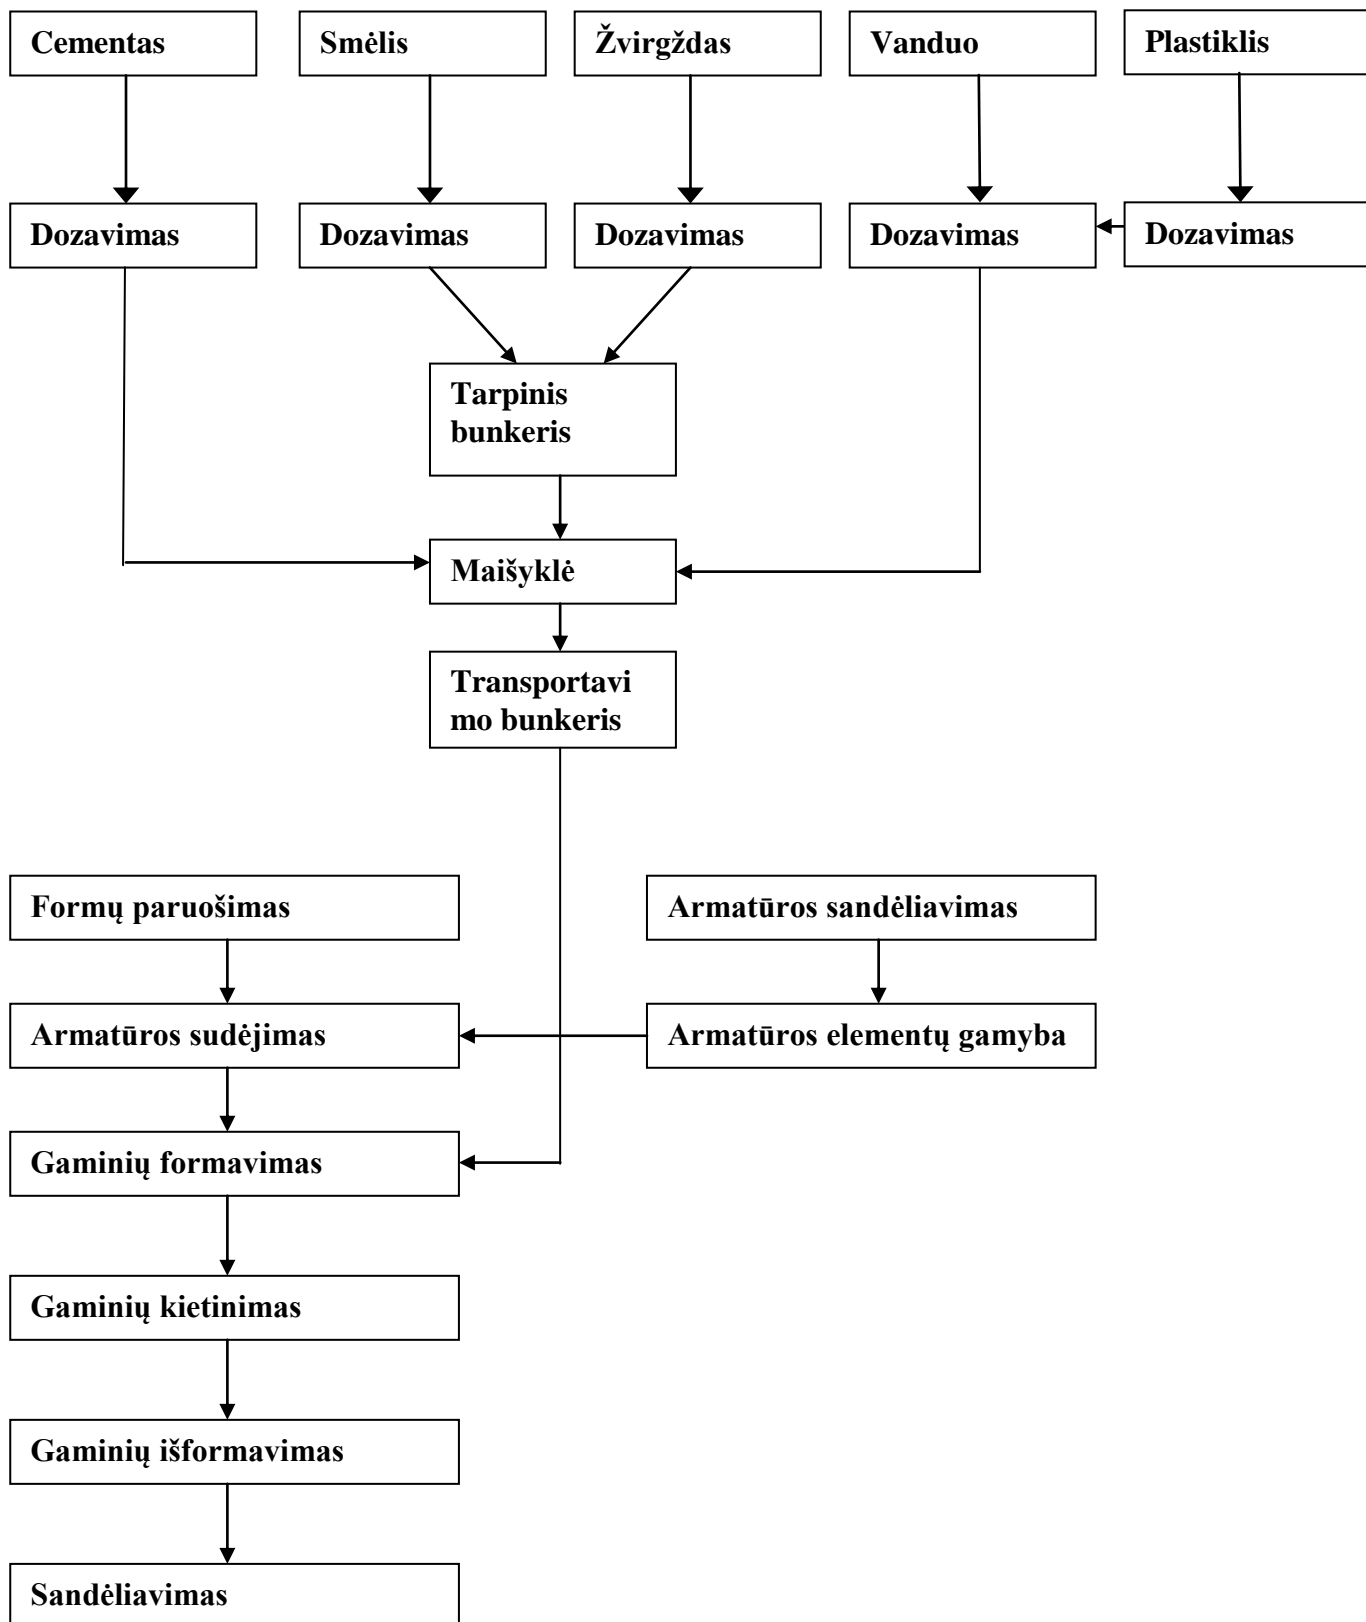 Cementas
Smėlis
Žvirgždas
Vanduo
Plastiklis
Dozavimas
Dozavimas
Dozavimas
Dozavimas
Dozavimas
Tarpinis
bunkeris
Maišyklė
Transportavi
mo bunkeris
Formų paruošimas
Armatūros sandėliavimas
Armatūros sudėjimas
Armatūros elementų gamyba
Gaminių formavimas
Gaminių kietinimas
Gaminių išformavimas
Sandėliavimas